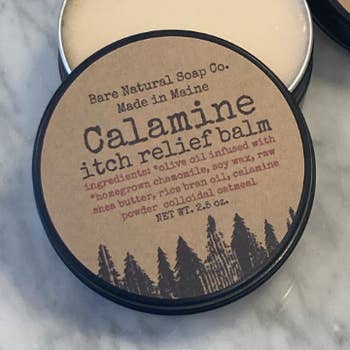 Bare Natural Soap Co.
Made in Maine
Calamine
itch relief balm
ingredients: *olive oil infused with
*homegrown chamomile, soy wax, raw
shea butter, rice bran oil, calamine
powder colloidal oatmeal
NET WT. 2.5 oz.